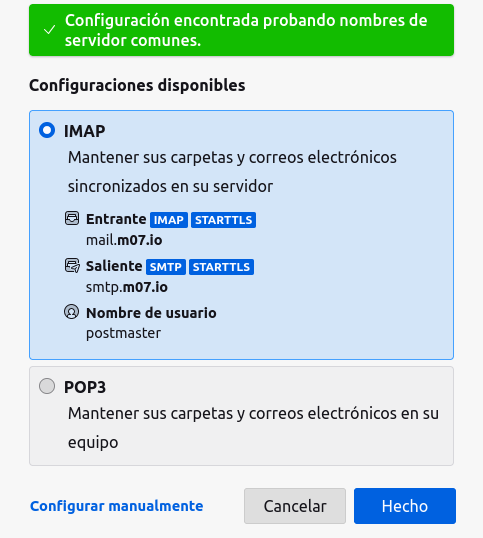 Configuración encontrada probando nombres de
servidor comunes.
Configuraciones disponibles
IMAP
Mantener sus carpetas y correos electrónicos
sincronizados en su servidor
Entrante IMAP STARTTLS
mail.m07.io
Saliente SMTP STARTTLS
smtp.m07.io
Nombre de usuario
postmaster
POP3
Mantener sus carpetas y correos electrónicos en su
equipo
Configurar manualmente Cancelar Hecho